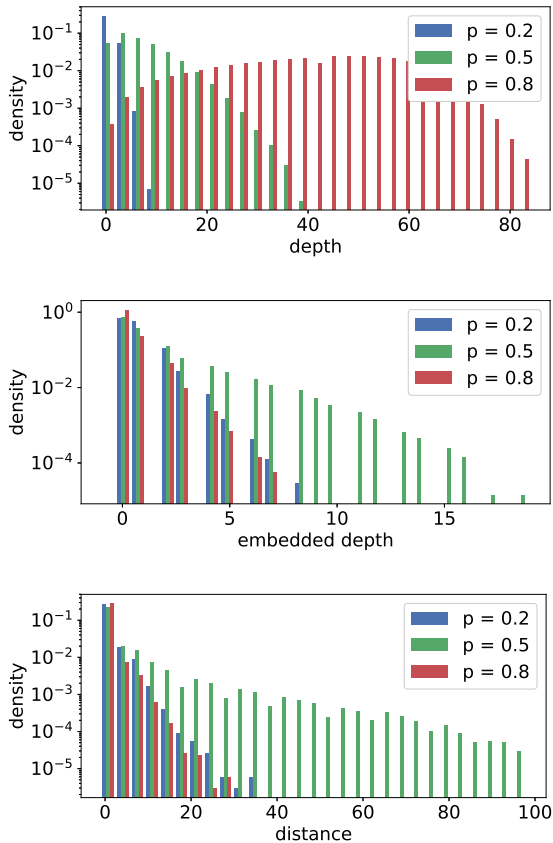 10⁻¹
10⁻²
10⁻³
10⁻⁴
10⁻⁵
density
p = 0.2
p = 0.5
p = 0.8
0 20 40 60 80
depth
10⁰
10⁻²
10⁻⁴
density
p = 0.2
p = 0.5
p = 0.8
0 5 10 15
embedded depth
10⁻¹
10⁻²
10⁻³
10⁻⁴
10⁻⁵
density
p = 0.2
p = 0.5
p = 0.8
0 20 40 60 80 100
distance